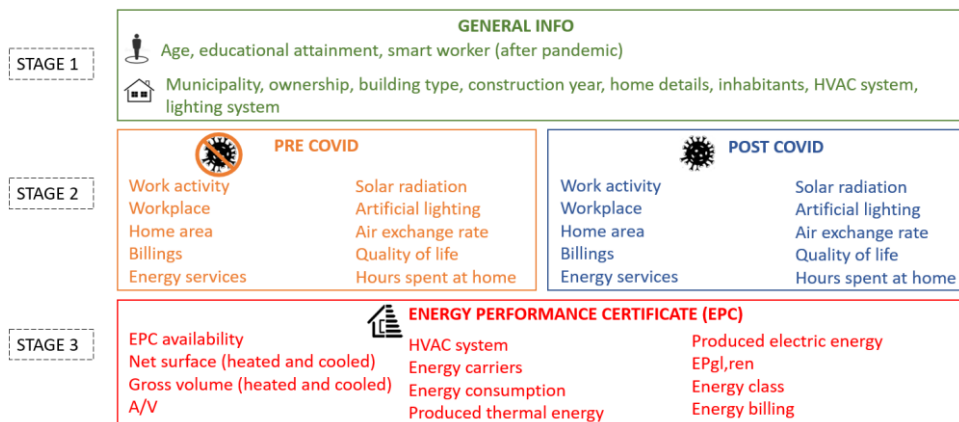 STAGE 1
GENERAL INFO
Age, educational attainment, smart worker (after pandemic)
Municipality, ownership, building type, construction year, home details, inhabitants, HVAC system,
lighting system
STAGE 2
PRE COVID
Work activity
Workplace
Home area
Billings
Energy services
Solar radiation
Artificial lighting
Air exchange rate
Quality of life
Hours spent at home
POST COVID
Work activity
Workplace
Home area
Billings
Energy services
Solar radiation
Artificial lighting
Air exchange rate
Quality of life
Hours spent at home
STAGE 3
ENERGY PERFORMANCE CERTIFICATE (EPC)
EPC availability
Net surface (heated and cooled)
Gross volume (heated and cooled)
A/V
HVAC system
Energy carriers
Energy consumption
Produced thermal energy
Produced electric energy
EPgl,ren
Energy class
Energy billing